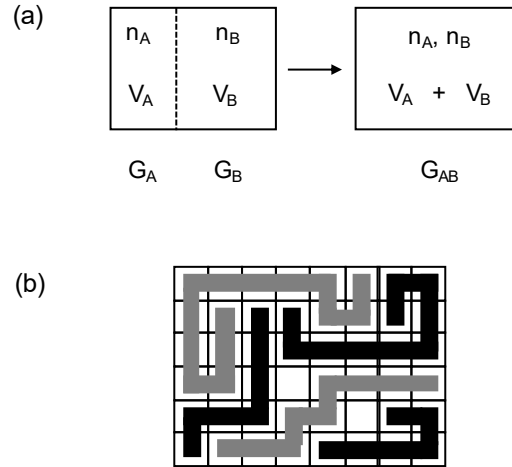 (a)
n_A n_B n_A, n_B
V_A V_B V_A + V_B
G_A G_B G_AB
(b)